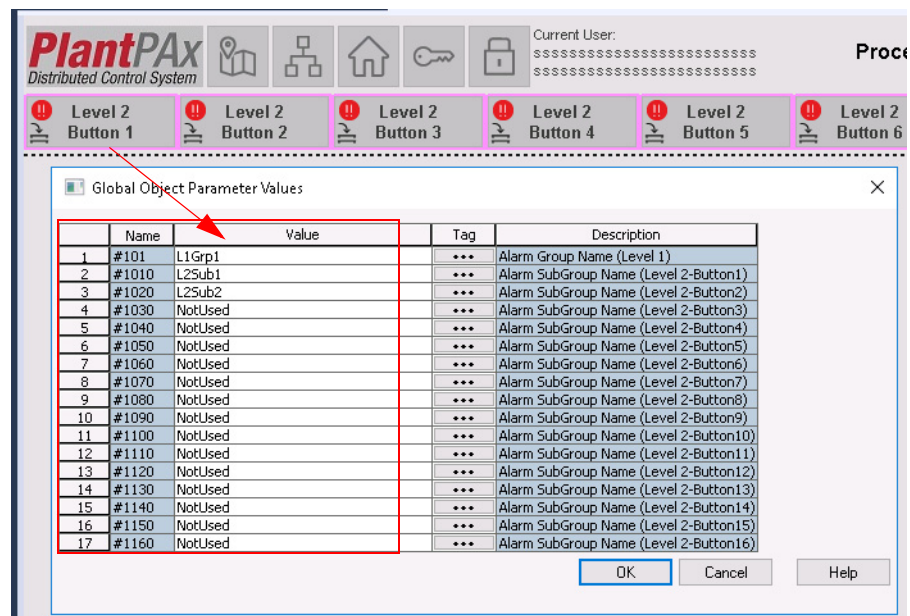 PlantPAx
Distributed Control System
Current User:
sssssssssssssssssssssssss
sssssssssssssssssssssssss
Proce
Level 2
Button 1
Level 2
Button 2
Level 2
Button 3
Level 2
Button 4
Level 2
Button 5
Level 2
Button 6
Global Object Parameter Values
Name Value Tag Description
1 #101 L1Grp1 ••• Alarm Group Name (Level 1)
2 #1010 L2Sub1 ••• Alarm SubGroup Name (Level 2-Button1)
3 #1020 L2Sub2 ••• Alarm SubGroup Name (Level 2-Button2)
4 #1030 NotUsed ••• Alarm SubGroup Name (Level 2-Button3)
5 #1040 NotUsed ••• Alarm SubGroup Name (Level 2-Button4)
6 #1050 NotUsed ••• Alarm SubGroup Name (Level 2-Button5)
7 #1060 NotUsed ••• Alarm SubGroup Name (Level 2-Button6)
8 #1070 NotUsed ••• Alarm SubGroup Name (Level 2-Button7)
9 #1080 NotUsed ••• Alarm SubGroup Name (Level 2-Button8)
10 #1090 NotUsed ••• Alarm SubGroup Name (Level 2-Button9)
11 #1100 NotUsed ••• Alarm SubGroup Name (Level 2-Button10)
12 #1110 NotUsed ••• Alarm SubGroup Name (Level 2-Button11)
13 #1120 NotUsed ••• Alarm SubGroup Name (Level 2-Button12)
14 #1130 NotUsed ••• Alarm SubGroup Name (Level 2-Button13)
15 #1140 NotUsed ••• Alarm SubGroup Name (Level 2-Button14)
16 #1150 NotUsed ••• Alarm SubGroup Name (Level 2-Button15)
17 #1160 NotUsed ••• Alarm SubGroup Name (Level 2-Button16)
OK Cancel Help